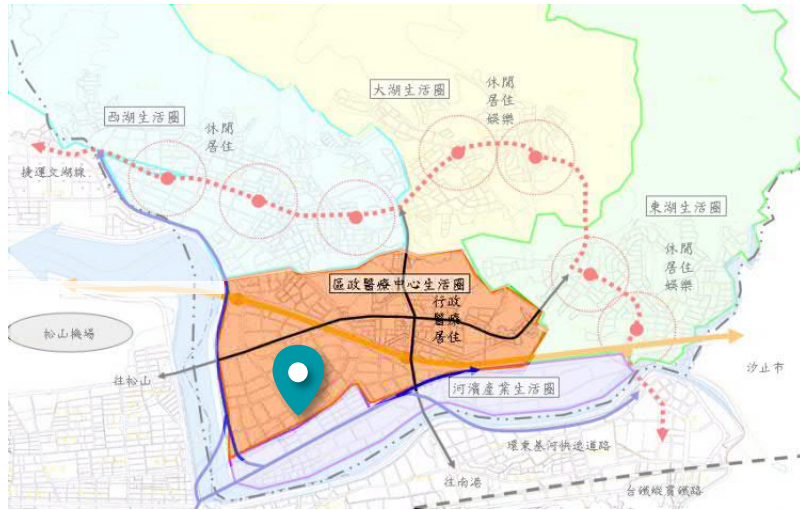 大湖生活圈
休閒
居住
娛樂
西湖生活圈
休閒
居住
捷運文湖線
東湖生活圈
休閒
居住
娛樂
區政醫療中心生活圈
行政
醫療
居住
松山機場
往松山
汐止市
河濱產業生活圈
環東基河快速道路
往南港
台鐵縱貫鐵路